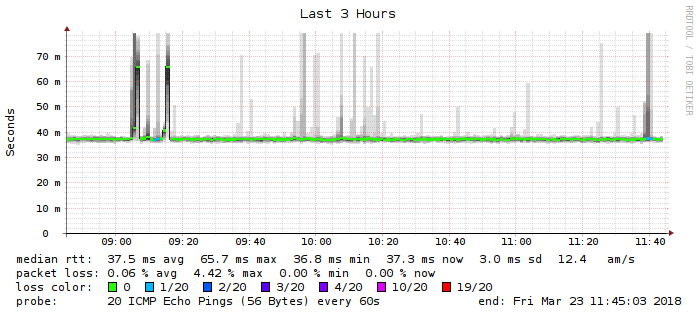 Last 3 Hours
RRDTOOL / TOBI OETIKER
Seconds
70 m
60 m
50 m
40 m
30 m
20 m
10 m
0
09:00 09:20 09:40 10:00 10:20 10:40 11:00 11:20 11:40
median rtt: 37.5 ms avg 65.7 ms max 36.8 ms min 37.3 ms now 3.0 ms sd 12.4 am/s
packet loss: 0.06 % avg 4.42 % max 0.00 % min 0.00 % now
loss color: 0 1/20 2/20 3/20 4/20 10/20 19/20
probe: 20 ICMP Echo Pings (56 Bytes) every 60s end: Fri Mar 23 11:45:03 2018